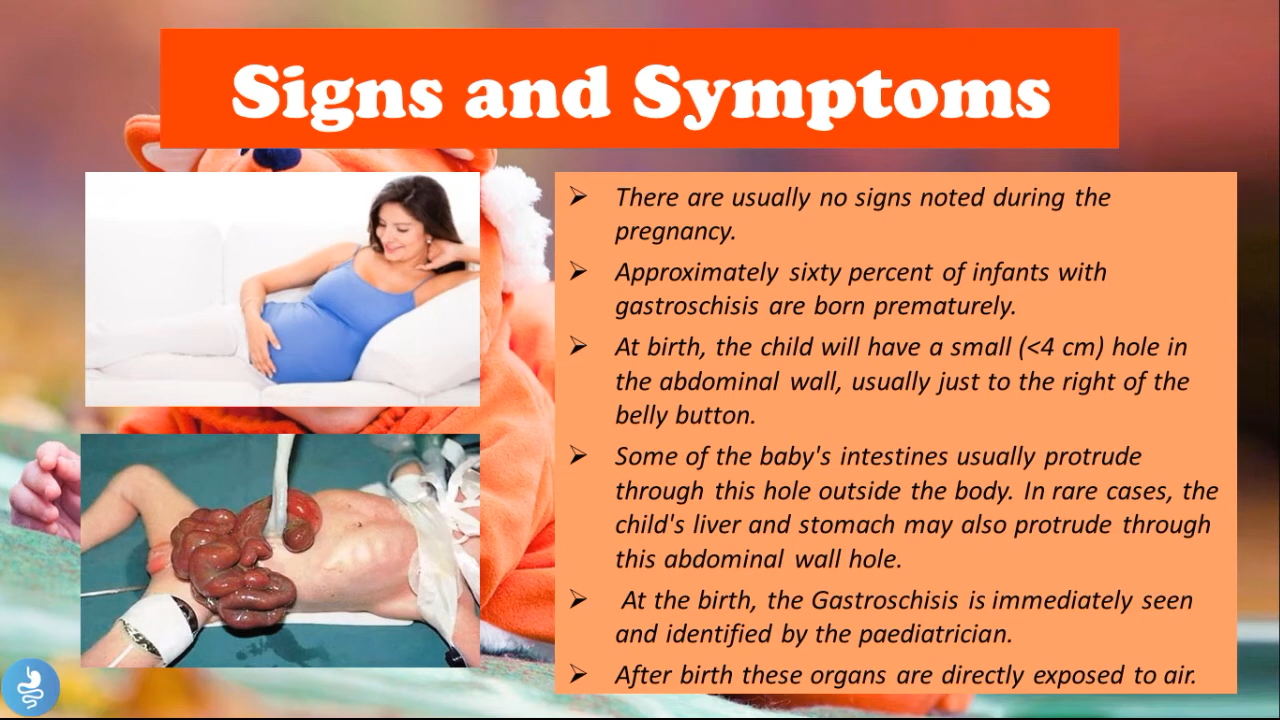 Signs and Symptoms
There are usually no signs noted during the
pregnancy.
Approximately sixty percent of infants with
gastroschisis are born prematurely.
At birth, the child will have a small (<4 cm) hole in
the abdominal wall, usually just to the right of the
belly button.
Some of the baby's intestines usually protrude
through this hole outside the body. In rare cases, the
child's liver and stomach may also protrude through
this abdominal wall hole.
At the birth, the Gastroschisis is immediately seen
and identified by the paediatrician.
After birth these organs are directly exposed to air.